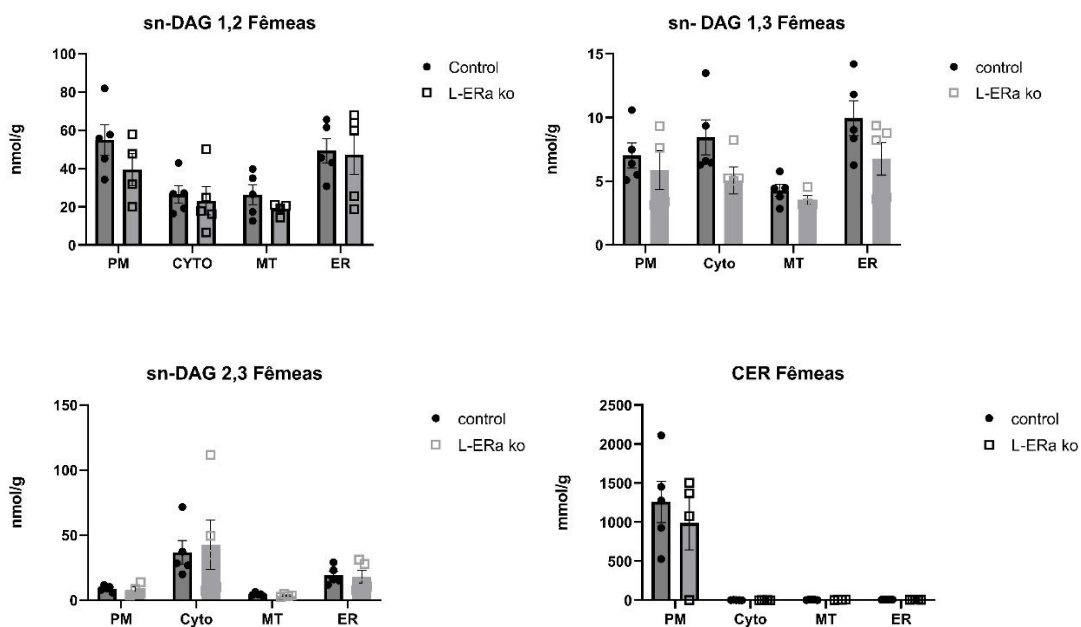 sn-DAG 1,2 Fêmeas
100
80
60
40
20
0
nmol/g
PM CYTO MT ER
Control
L-ERa ko
sn- DAG 1,3 Fêmeas
15
10
5
0
nmol/g
PM Cyto MT ER
control
L-ERa ko
sn-DAG 2,3 Fêmeas
150
100
50
0
nmol/g
PM Cyto MT ER
control
L-ERa ko
CER Fêmeas
2500
2000
1500
1000
500
0
mmol/g
PM Cyto MT ER
control
L-ERa ko